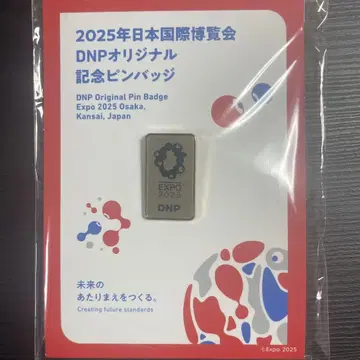 2025年日本国際博覧会
DNPオリジナル
記念ピンバッジ
DNP Original Pin Badge
Expo 2025 Osaka,
Kansai, Japan
EXPO
2025
DNP
未来の
あたりまえをつくる。
Creating future standards
©Expo 2025